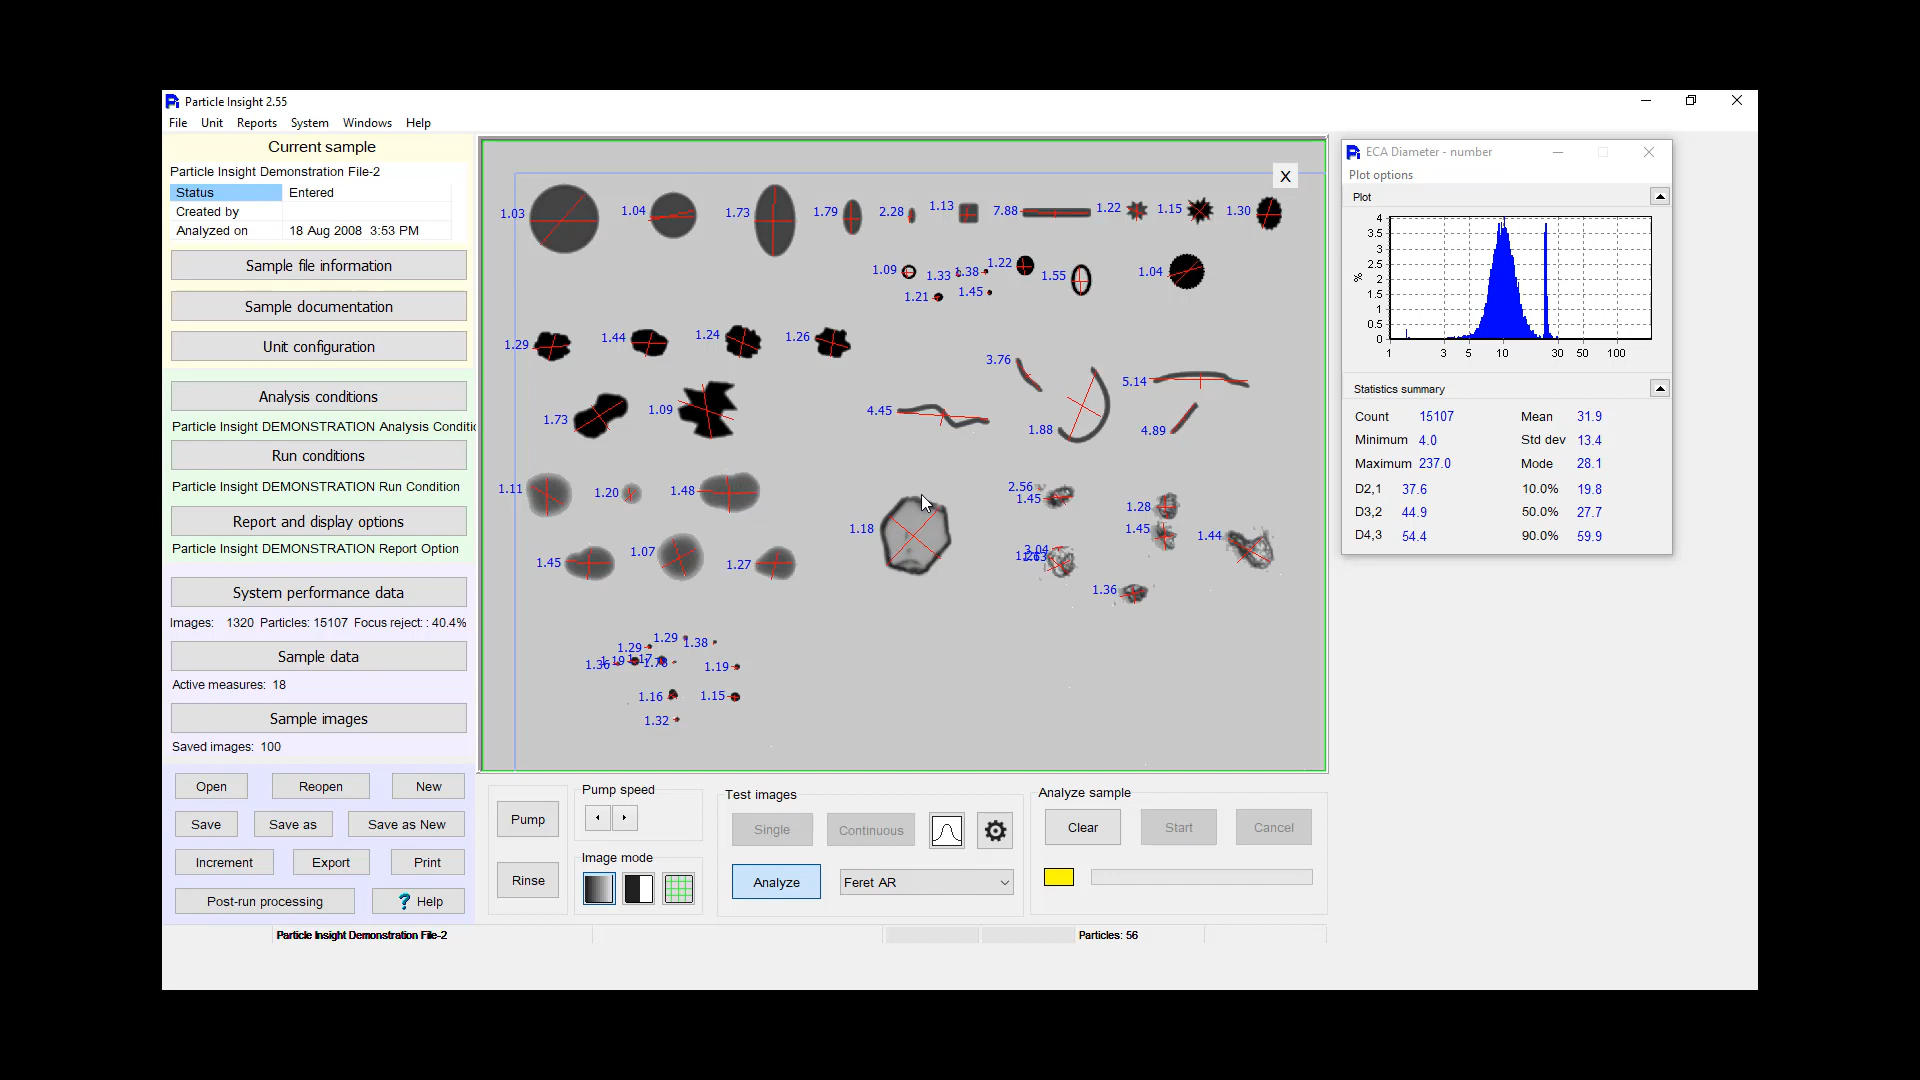 Particle Insight 2.55
File Unit Reports System Windows Help
Current sample
Particle Insight Demonstration File-2
Status Entered
Created by
Analyzed on 18 Aug 2008 3:53 PM
Sample file information
Sample documentation
Unit configuration
Analysis conditions
Particle Insight DEMONSTRATION Analysis Conditic
Run conditions
Particle Insight DEMONSTRATION Run Condition
Report and display options
Particle Insight DEMONSTRATION Report Option
System performance data
Images: 1320 Particles: 15107 Focus reject: : 40.4%
Sample data
Active measures: 18
Sample images
Saved images: 100
Open Reopen New
Save Save as Save as New
Increment Export Print
Post-run processing ? Help
X
1.03 1.04 1.73 1.79 2.28 1.13 7.88 1.22 1.15 1.30
1.09 1.33 1.38 1.22 1.55 1.04
1.21 1.45
1.29 1.44 1.24 1.26
3.76 5.14
1.73 1.09 4.45 1.88 4.89
1.11 1.20 1.48 2.56
1.45 1.28
1.18 1.45 1.44
1.45 1.07 1.27 3.04
1.36
1.29 1.29 1.38
1.36 1.19 1.17 1.78 1.19
1.16 1.15
1.32
Pump
Rinse
Pump speed
Image mode
Test images
Single Continuous
Analyze Feret AR
Analyze sample
Clear Start Cancel
Particle Insight Demonstration File-2 Particles: 56
ECA Diameter - number
Plot options
Plot
%
4
3.5
3
2.5
2
1.5
1
0.5
0
1 3 5 10 30 50 100
Statistics summary
Count 15107 Mean 31.9
Minimum 4.0 Std dev 13.4
Maximum 237.0 Mode 28.1
D2,1 37.6 10.0% 19.8
D3,2 44.9 50.0% 27.7
D4,3 54.4 90.0% 59.9